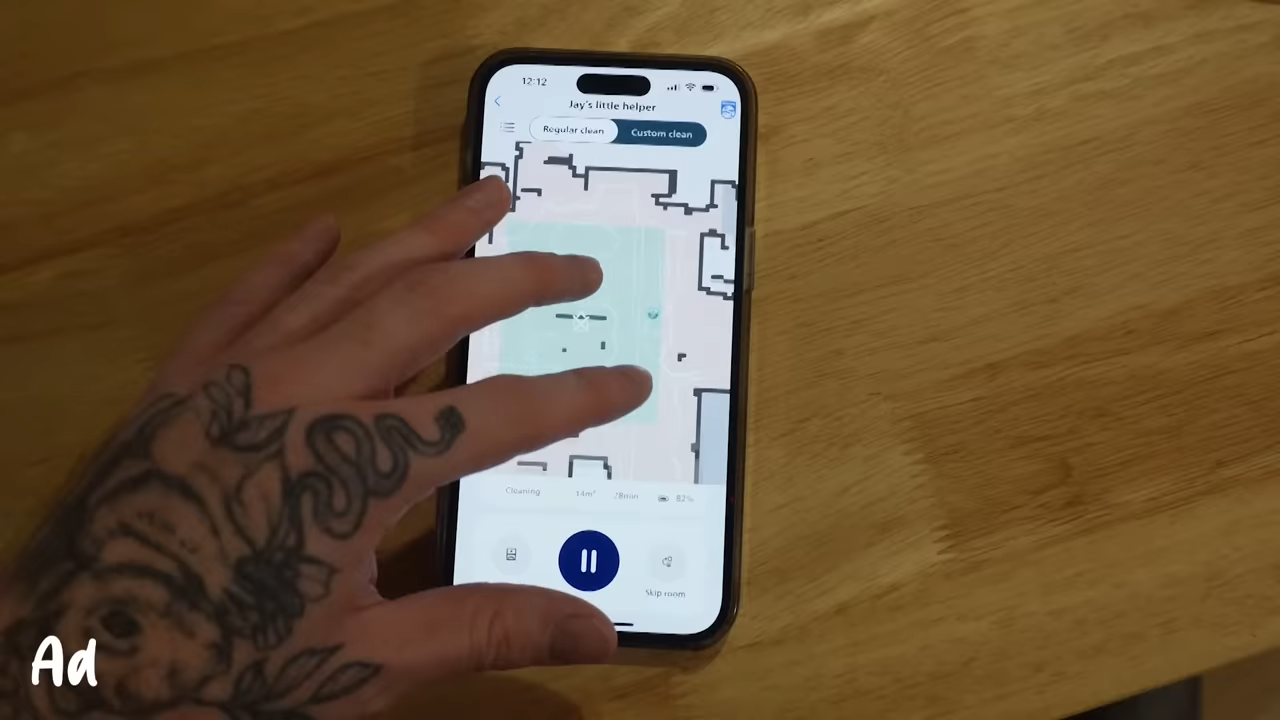 12:12
Jay's little helper
Regular clean Custom clean
Cleaning 14m² 28min 82%
Skip room
Ad